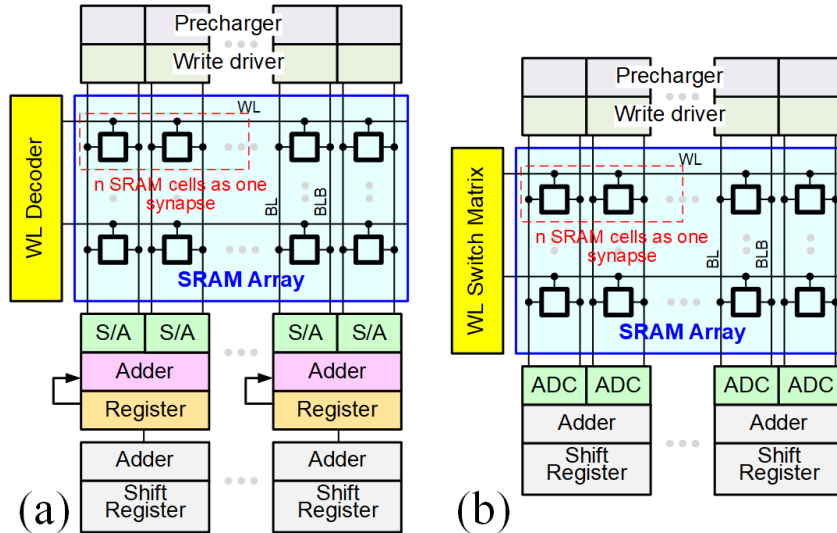 Precharger
Write driver
WL Decoder
WL
n SRAM cells as one
synapse
BL
BLB
SRAM Array
S/A
S/A
S/A
S/A
Adder
Adder
Register
Register
Adder
Adder
Shift
Register
Shift
Register
(a)
Precharger
Write driver
WL Switch Matrix
WL
n SRAM cells as one
synapse
BL
BLB
SRAM Array
ADC
ADC
ADC
ADC
Adder
Adder
Shift
Register
Shift
Register
(b)